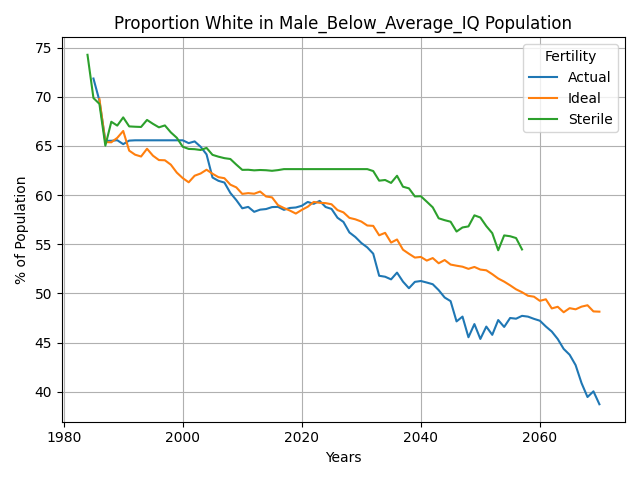 Proportion White in Male_Below_Average_IQ Population
Fertility
Actual
Ideal
Sterile
% of Population
75
70
65
60
55
50
45
40
1980
2000
2020
2040
2060
Years